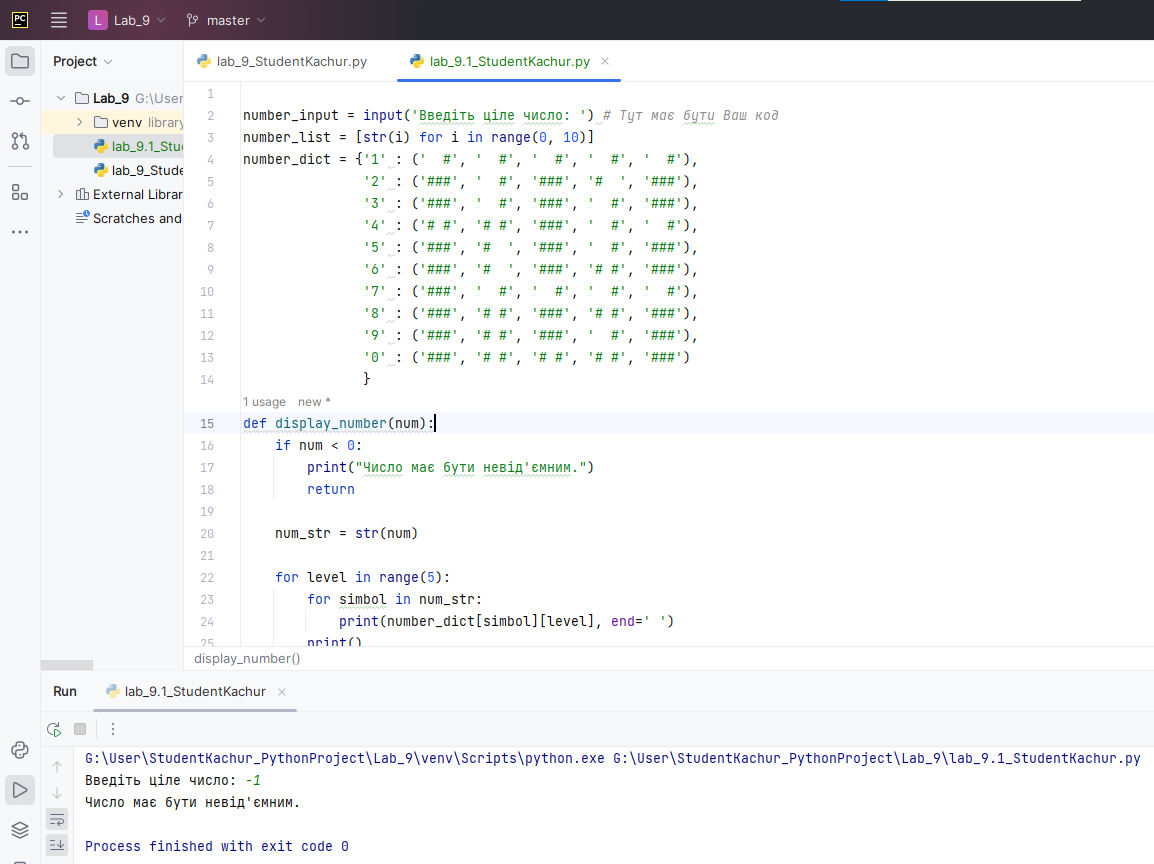 PC L Lab_9 master
Project
lab_9_StudentKachur.py lab_9.1_StudentKachur.py
Lab_9 G:\User
venv library
lab_9.1_Stu
lab_9_Stude
External Librar
Scratches and
1
2 number_input = input('Введіть ціле число: ') # Тут має бути Ваш код
3 number_list = [str(i) for i in range(0, 10)]
4 number_dict = {'1' : ('  #', '  #', '  #', '  #', '  #'),
5 '2' : ('###', '  #', '###', '#  ', '###'),
6 '3' : ('###', '  #', '###', '  #', '###'),
7 '4' : ('# #', '# #', '###', '  #', '  #'),
8 '5' : ('###', '#  ', '###', '  #', '###'),
9 '6' : ('###', '#  ', '###', '# #', '###'),
10 '7' : ('###', '  #', '  #', '  #', '  #'),
11 '8' : ('###', '# #', '###', '# #', '###'),
12 '9' : ('###', '# #', '###', '  #', '###'),
13 '0' : ('###', '# #', '# #', '# #', '###')
14 }
1 usage new *
15 def display_number(num):
16 if num < 0:
17 print("Число має бути невід'ємним.")
18 return
19
20 num_str = str(num)
21
22 for level in range(5):
23 for simbol in num_str:
24 print(number_dict[simbol][level], end=' ')
25 print()
display_number()
Run lab_9.1_StudentKachur
G:\User\StudentKachur_PythonProject\Lab_9\venv\Scripts\python.exe G:\User\StudentKachur_PythonProject\Lab_9\lab_9.1_StudentKachur.py
Введіть ціле число: -1
Число має бути невід'ємним.
Process finished with exit code 0